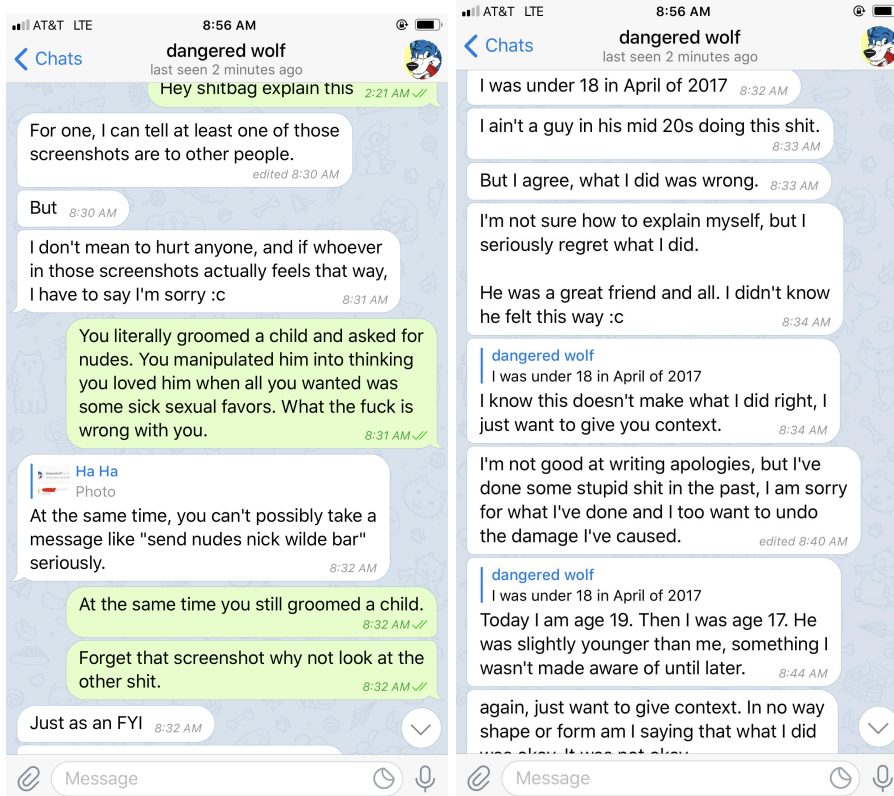 AT&T LTE
8:56 AM
Chats
dangered wolf
last seen 2 minutes ago
Hey shitbag explain this 2:21 AM
For one, I can tell at least one of those
screenshots are to other people.
edited 8:30 AM
But 8:30 AM
I don't mean to hurt anyone, and if whoever
in those screenshots actually feels that way,
I have to say I'm sorry :c 8:31 AM
You literally groomed a child and asked for
nudes. You manipulated him into thinking
you loved him when all you wanted was
some sick sexual favors. What the fuck is
wrong with you. 8:31 AM
Ha Ha
Photo
At the same time, you can't possibly take a
message like "send nudes nick wilde bar"
seriously. 8:32 AM
At the same time you still groomed a child.
8:32 AM
Forget that screenshot why not look at the
other shit. 8:32 AM
Just as an FYI 8:32 AM
Message
AT&T LTE
8:56 AM
Chats
dangered wolf
last seen 2 minutes ago
I was under 18 in April of 2017 8:32 AM
I ain't a guy in his mid 20s doing this shit.
8:33 AM
But I agree, what I did was wrong. 8:33 AM
I'm not sure how to explain myself, but I
seriously regret what I did.
He was a great friend and all. I didn't know
he felt this way :c 8:34 AM
dangered wolf
I was under 18 in April of 2017
I know this doesn't make what I did right, I
just want to give you context. 8:34 AM
I'm not good at writing apologies, but I've
done some stupid shit in the past, I am sorry
for what I've done and I too want to undo
the damage I've caused. edited 8:40 AM
dangered wolf
I was under 18 in April of 2017
Today I am age 19. Then I was age 17. He
was slightly younger than me, something I
wasn't made aware of until later. 8:44 AM
again, just want to give context. In no way
shape or form am I saying that what I did
was okay. It was not okay
Message